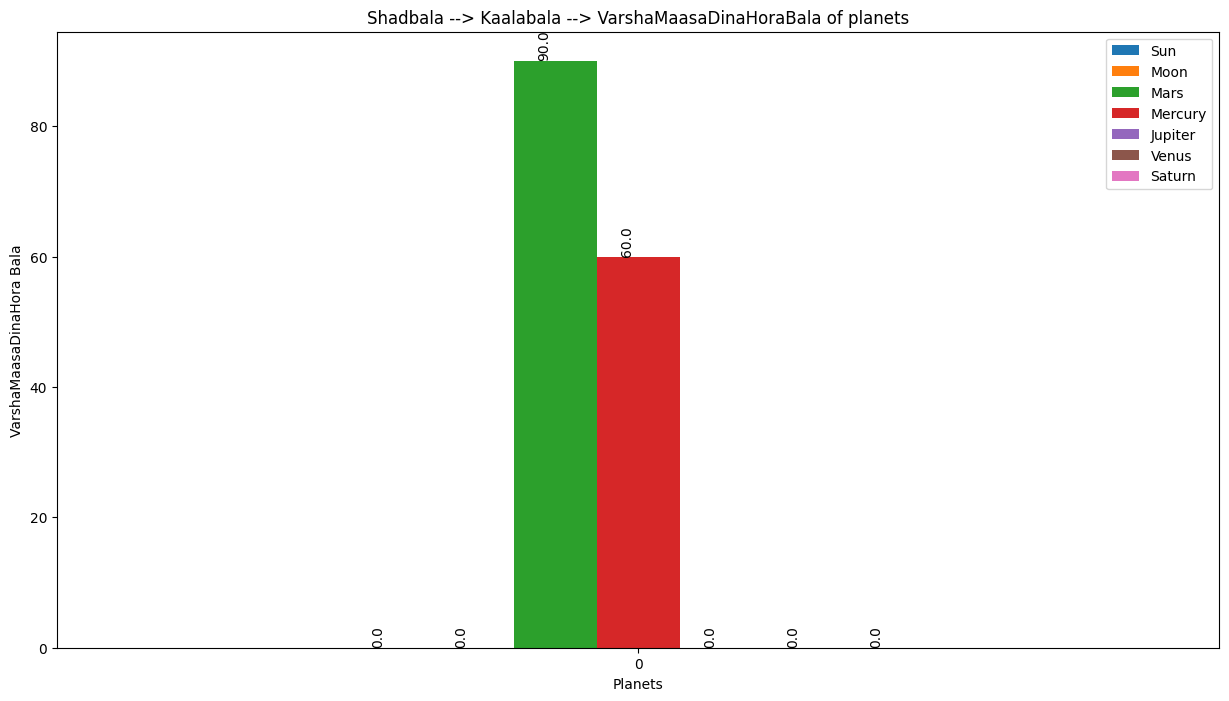 Shadbala --> Kaalabala --> VarshaMaasaDinaHoraBala of planets
VarshaMaasaDinaHora Bala
80
60
40
20
0
0.0
0.0
90.0
60.0
0.0
0.0
0.0
0
Planets
Sun
Moon
Mars
Mercury
Jupiter
Venus
Saturn